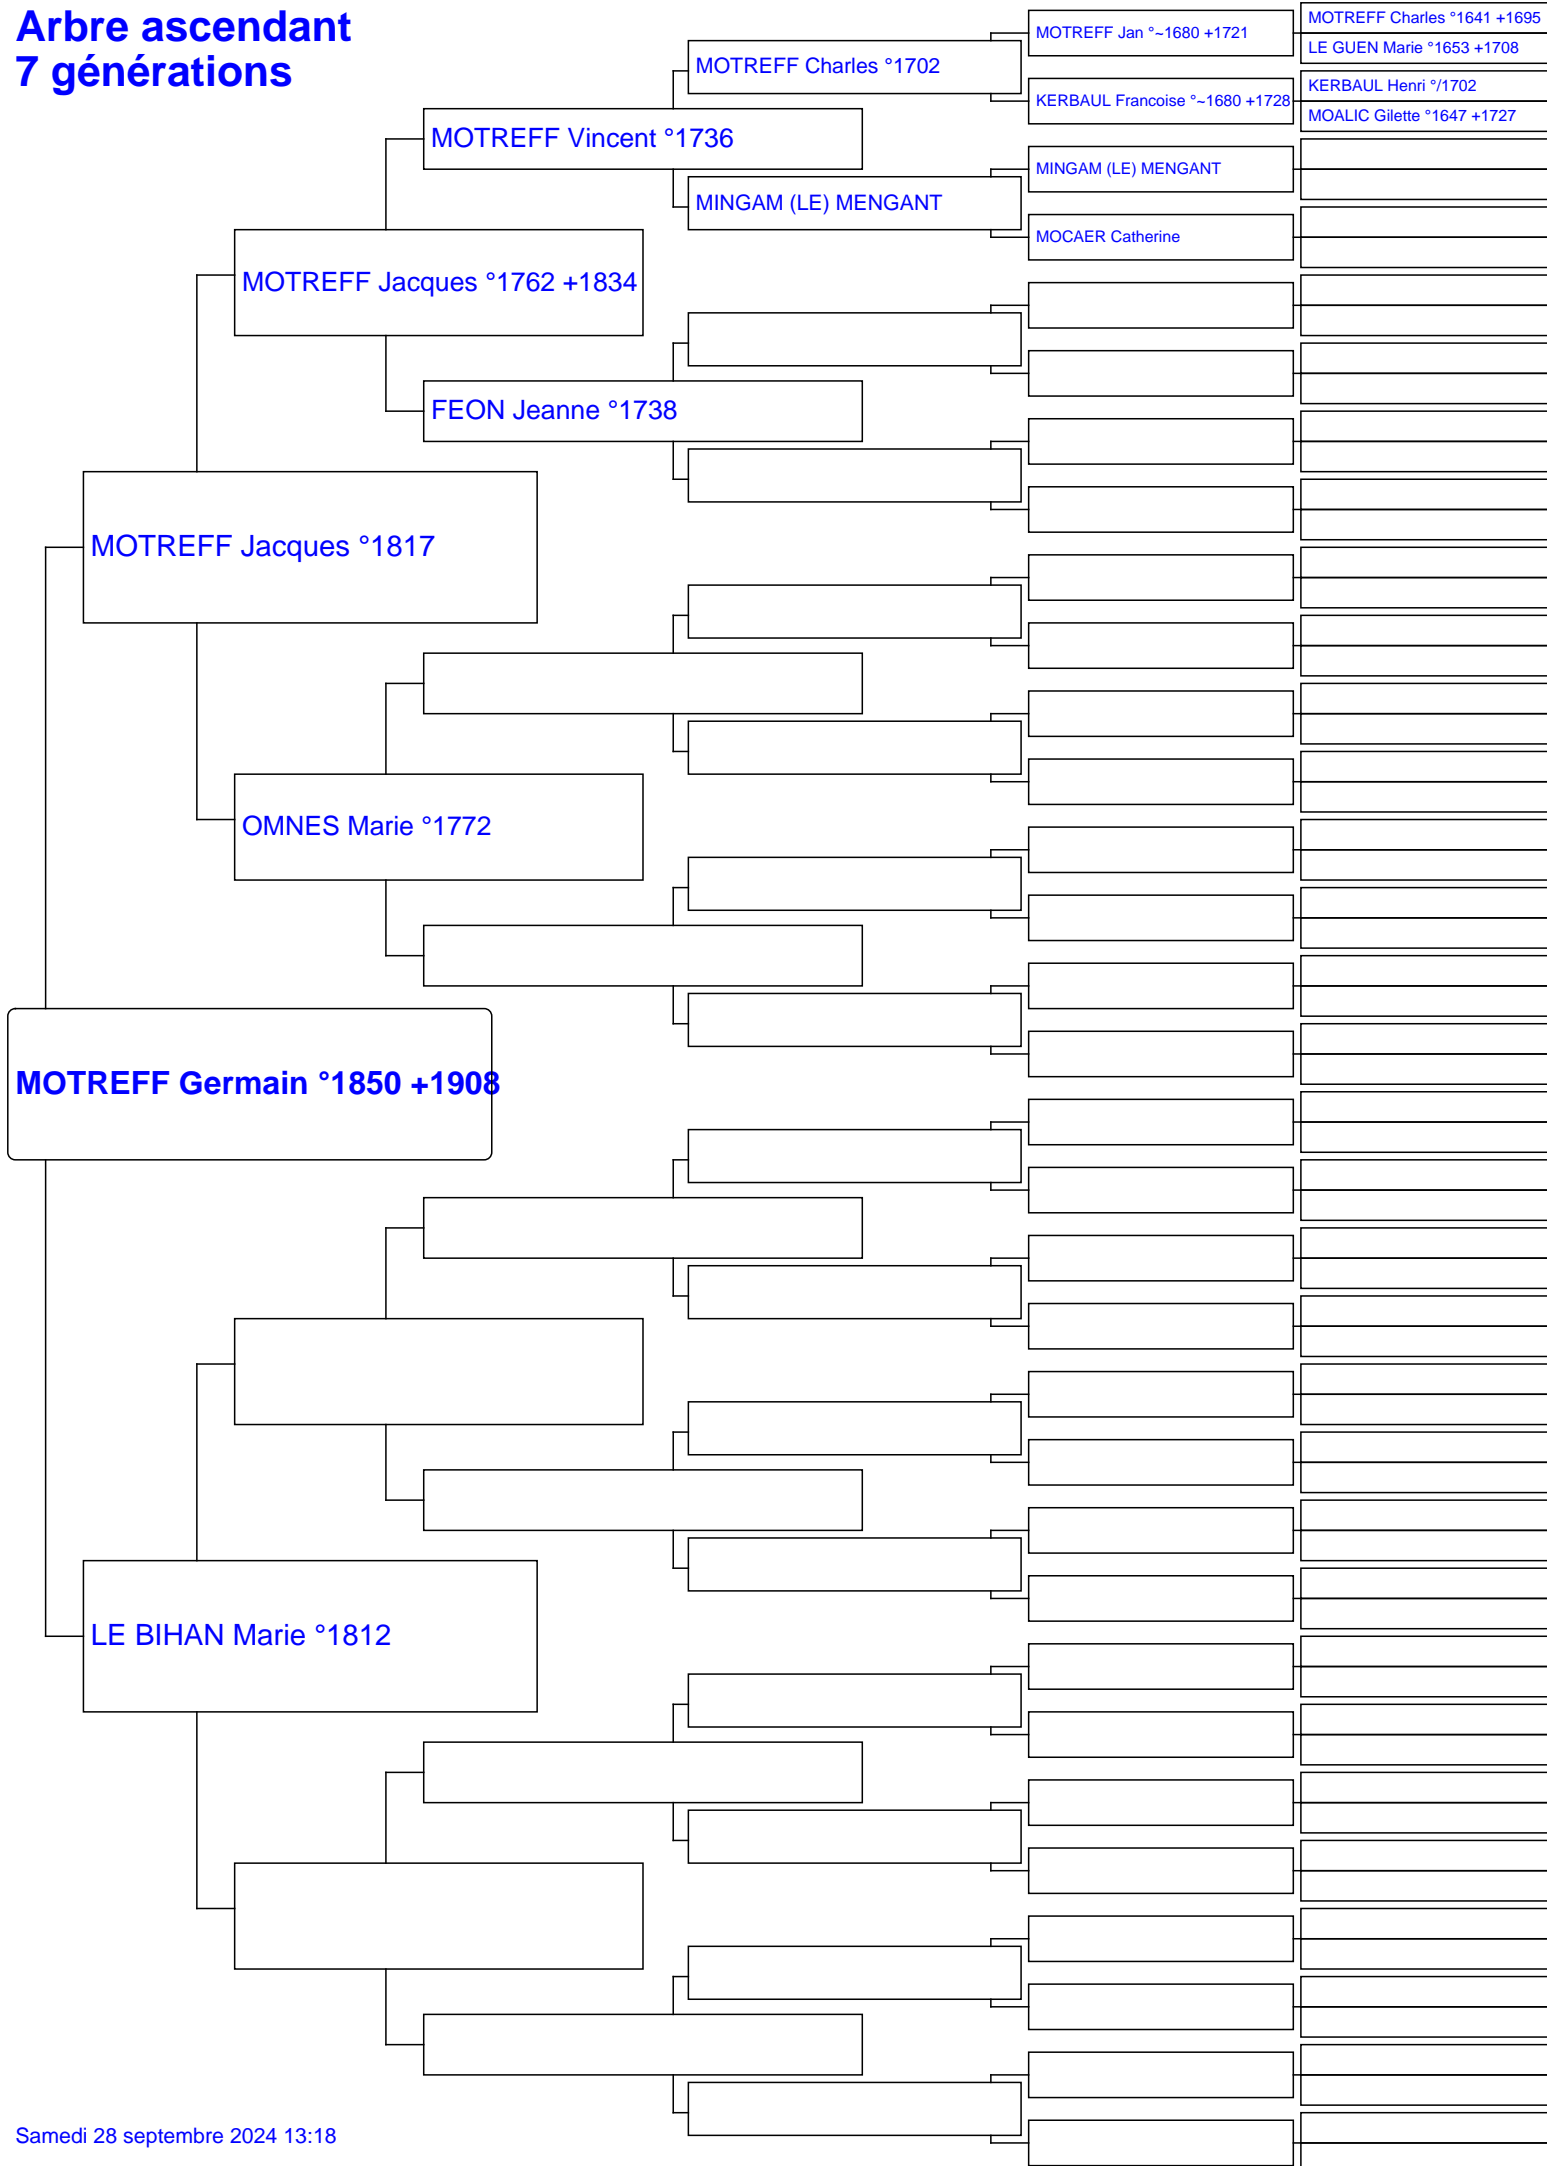 Arbre ascendant
7 générations
MOTREFF Charles °1641 +1695
MOTREFF Jan °~1680 +1721
LE GUEN Marie °1653 +1708
MOTREFF Charles °1702
KERBAUL Henri °/1702
KERBAUL Francoise °~1680 +1728
MOALIC Gilette °1647 +1727
MOTREFF Vincent °1736
MINGAM (LE) MENGANT
MINGAM (LE) MENGANT
MOCAER Catherine
MOTREFF Jacques °1762 +1834
FEON Jeanne °1738
MOTREFF Jacques °1817
OMNES Marie °1772
MOTREFF Germain °1850 +1908
LE BIHAN Marie °1812
Samedi 28 septembre 2024 13:18